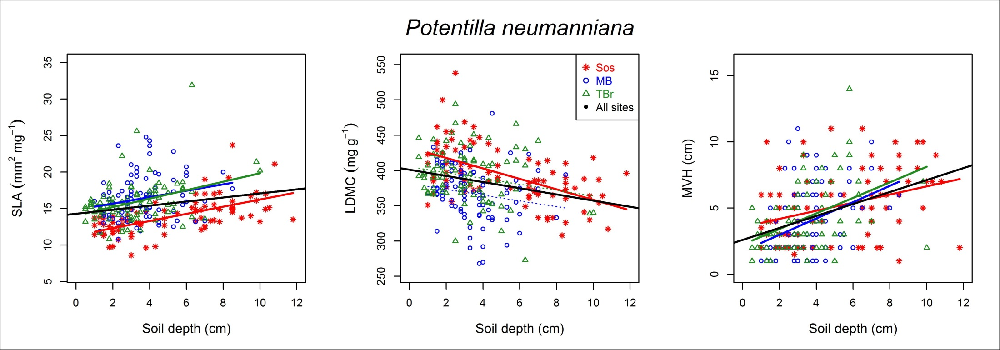 Potentilla neumanniana
SLA (mm² mg⁻¹)
35
30
25
20
15
10
5
0 2 4 6 8 10 12
Soil depth (cm)
LDMC (mg g⁻¹)
550
500
450
400
350
300
250
0 2 4 6 8 10 12
Soil depth (cm)
Sos
MB
TBr
All sites
MVH (cm)
15
10
5
0
0 2 4 6 8 10 12
Soil depth (cm)